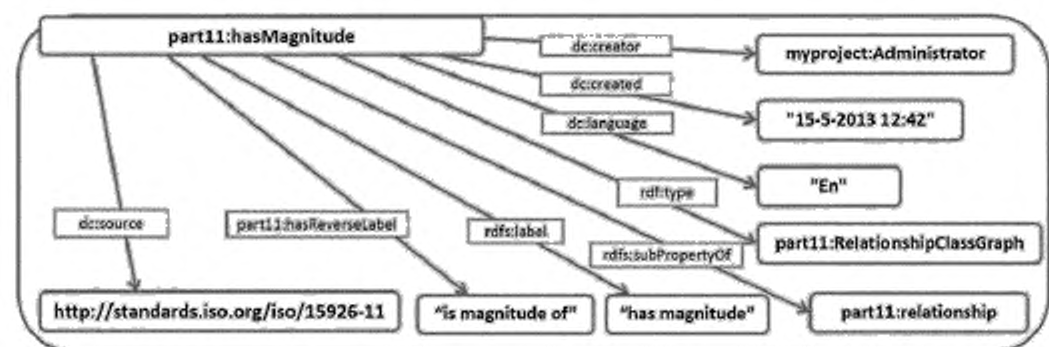 part11:hasMagnitude
dc:creator
myproject:Administrator
dc:created
"15-5-2013 12:42"
dc:language
"En"
rdf:type
part11:RelationshipClassGraph
dc:source
part11:hasReverseLabel
rdfs:label
rdfs:subPropertyOf
http://standards.iso.org/iso/15926-11
"is magnitude of"
"has magnitude"
part11:relationship